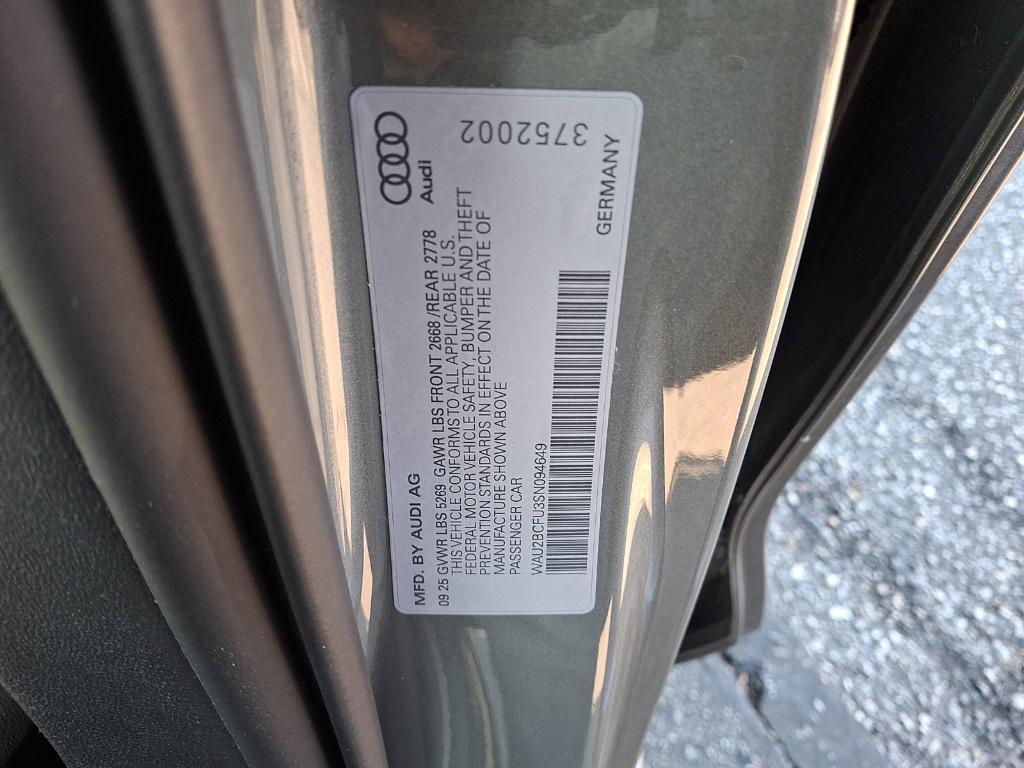 Audi
MFD. BY AUDI AG
09 25 GVWR LBS 5269 GAWR LBS FRONT 2668 /REAR 2778
THIS VEHICLE CONFORMS TO ALL APPLICABLE U.S.
FEDERAL MOTOR VEHICLE SAFETY, BUMPER AND THEFT
PREVENTION STANDARDS IN EFFECT ON THE DATE OF
MANUFACTURE SHOWN ABOVE
PASSENGER CAR
WAU2BCFU3SN094649
3752002
GERMANY